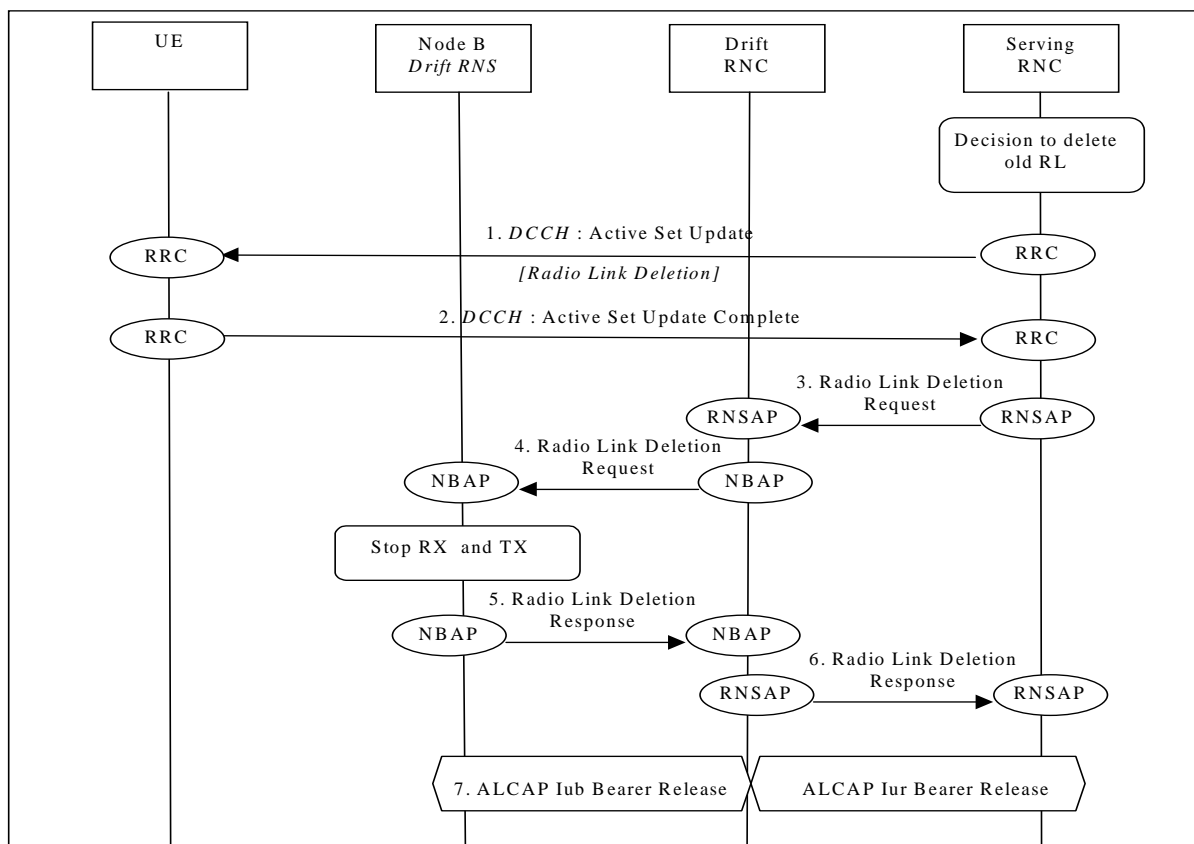 UE
Node B
Drift RNS
Drift
RNC
Serving
RNC
Decision to delete
old RL
1. DCCH : Active Set Update
RRC
RRC
[Radio Link Deletion]
2. DCCH : Active Set Update Complete
RRC
RRC
3. Radio Link Deletion
Request
RNSAP
RNSAP
4. Radio Link Deletion
Request
NBAP
NBAP
Stop RX and TX
5. Radio Link Deletion
Response
NBAP
NBAP
6. Radio Link Deletion
Response
RNSAP
RNSAP
7. ALCAP Iub Bearer Release
ALCAP Iur Bearer Release